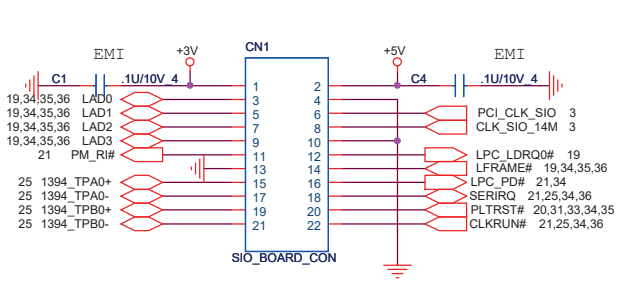 EMI
+3V
CN1
+5V
EMI
C1 .1U/10V_4
C4 .1U/10V_4
1 2
19,34,35,36 LAD0 3 4
19,34,35,36 LAD1 5 6 PCI_CLK_SIO 3
19,34,35,36 LAD2 7 8 CLK_SIO_14M 3
19,34,35,36 LAD3 9 10
21 PM_RI# 11 12 LPC_LDRQ0# 19
13 14 LFRAME# 19,34,35,36
25 1394_TPA0+ 15 16 LPC_PD# 21,34
25 1394_TPA0- 17 18 SERIRQ 21,25,34,36
25 1394_TPB0+ 19 20 PLTRST# 20,31,33,34,35
25 1394_TPB0- 21 22 CLKRUN# 21,25,34,36
SIO_BOARD_CON